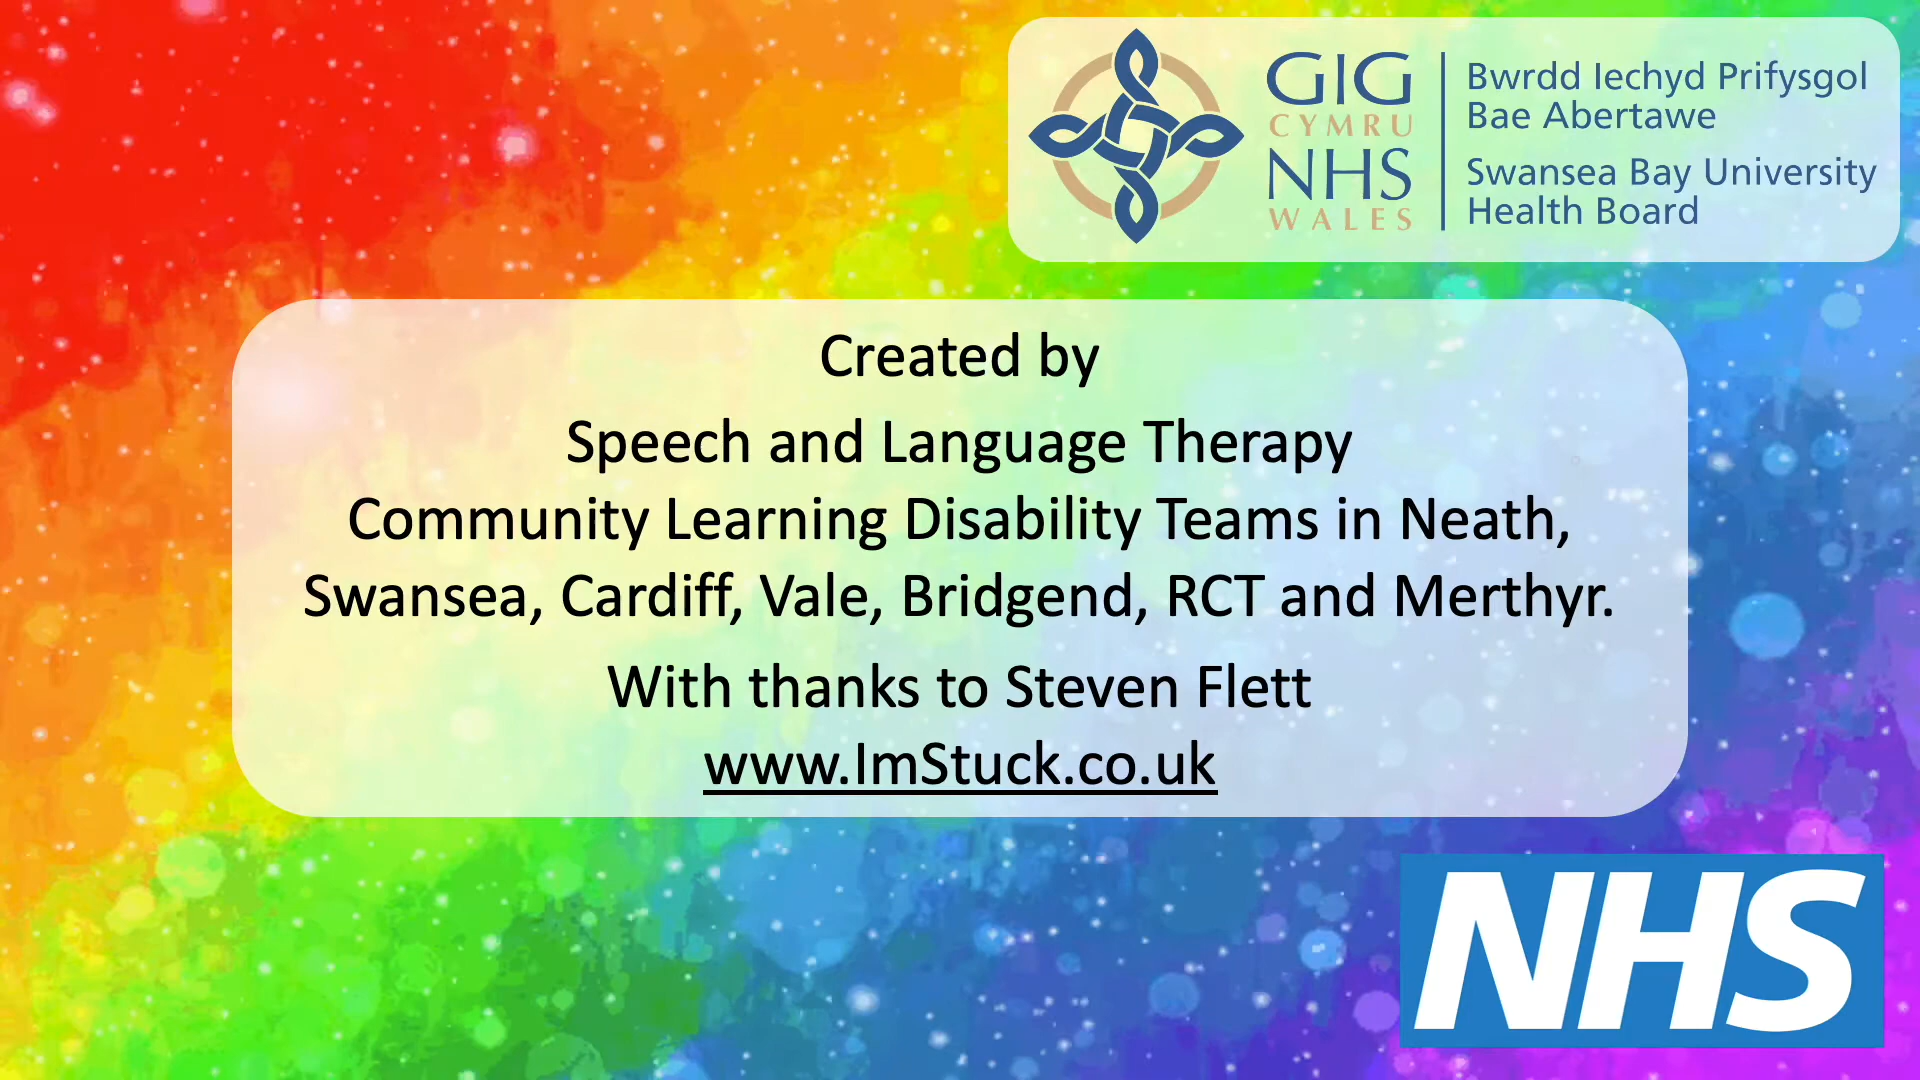 GIG
CYMRU
NHS
WALES
Bwrdd Iechyd Prifysgol
Bae Abertawe
Swansea Bay University
Health Board
Created by
Speech and Language Therapy
Community Learning Disability Teams in Neath,
Swansea, Cardiff, Vale, Bridgend, RCT and Merthyr.
With thanks to Steven Flett
www.ImStuck.co.uk
NHS